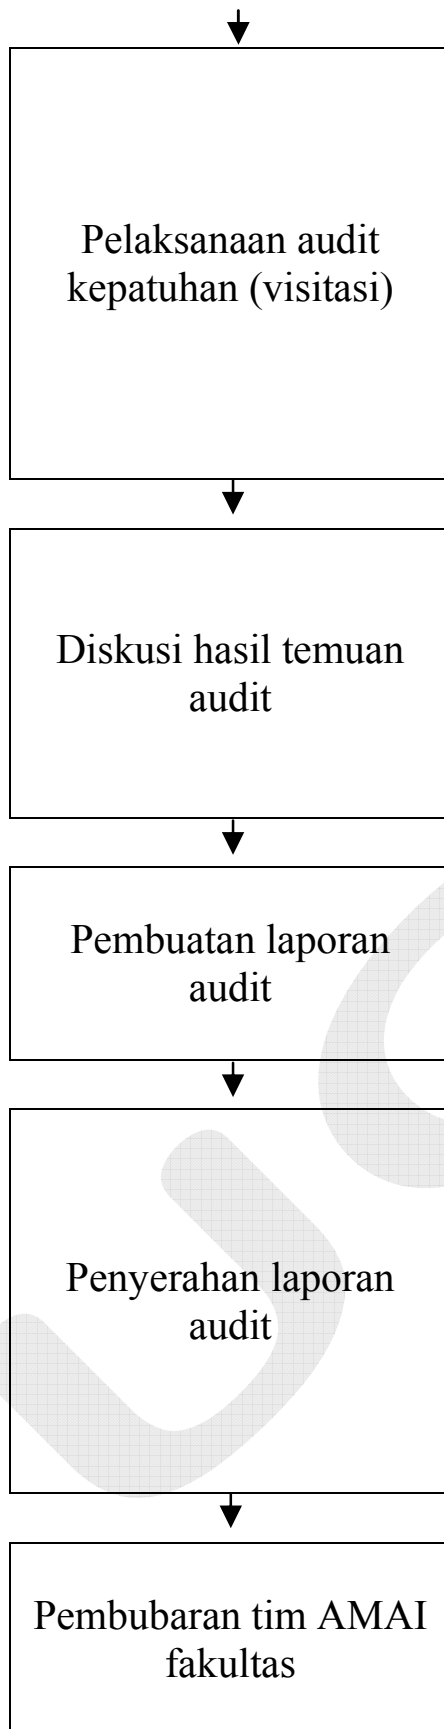 Pelaksanaan audit
kepatuhan (visitasi)
Diskusi hasil temuan
audit
Pembuatan laporan
audit
Penyerahan laporan
audit
Pembubaran tim AMAI
fakultas